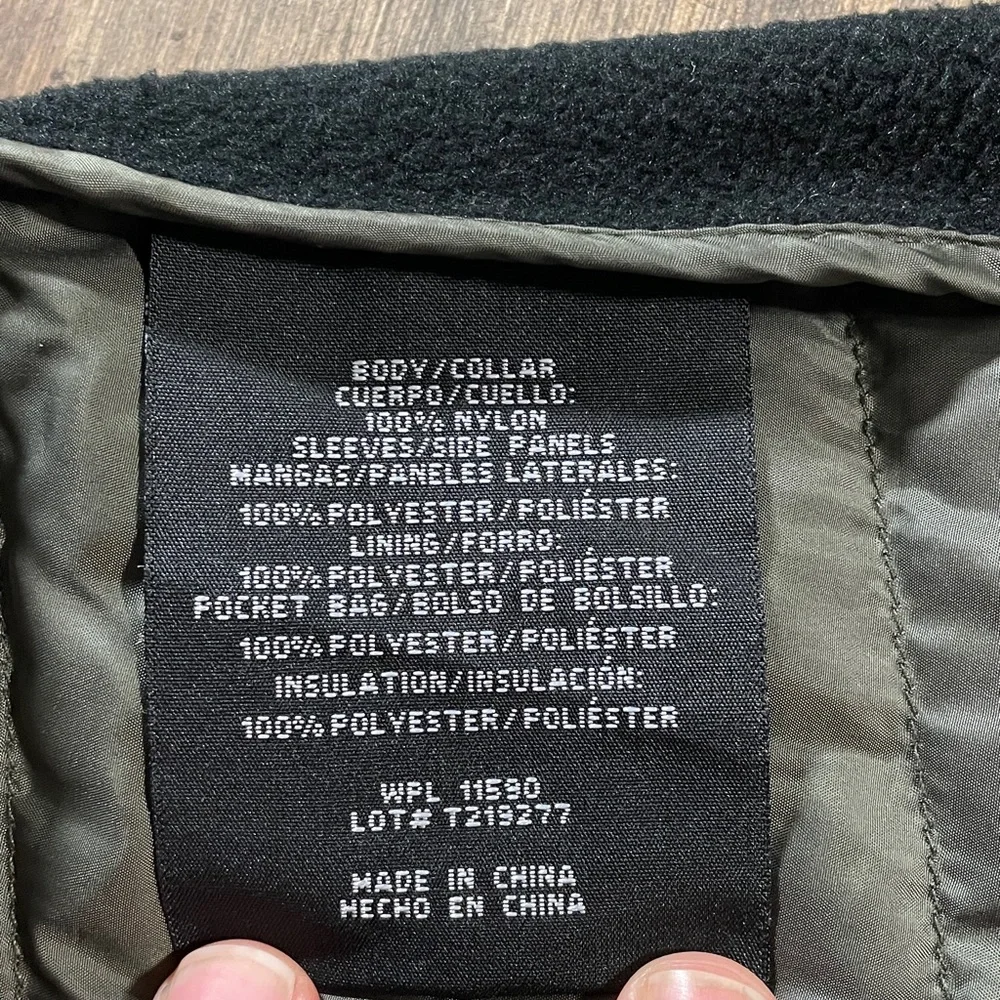 BODY/COLLAR
CUERPO/CUELLO:
100% NYLON
SLEEVES/SIDE PANELS
MANGAS/PANELES LATERALES:
100% POLYESTER/POLIÉSTER
LINING/FORRO:
100% POLYESTER/POLIÉSTER
POCKET BAG/BOLSO DE BOLSILLO:
100% POLYESTER/POLIÉSTER
INSULATION/INSULACIÓN:
100% POLYESTER/POLIÉSTER
WPL 11590
LOT# T219277
MADE IN CHINA
HECHO EN CHINA